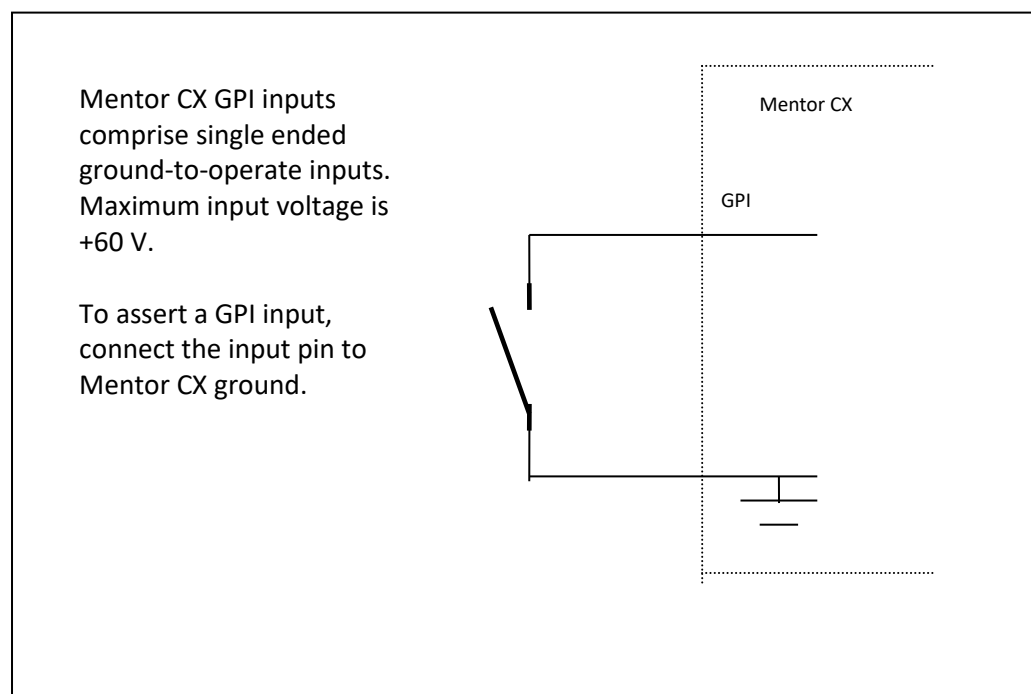 Mentor CX GPI inputs
comprise single ended
ground-to-operate inputs.
Maximum input voltage is
+60 V.
To assert a GPI input,
connect the input pin to
Mentor CX ground.
Mentor CX
GPI